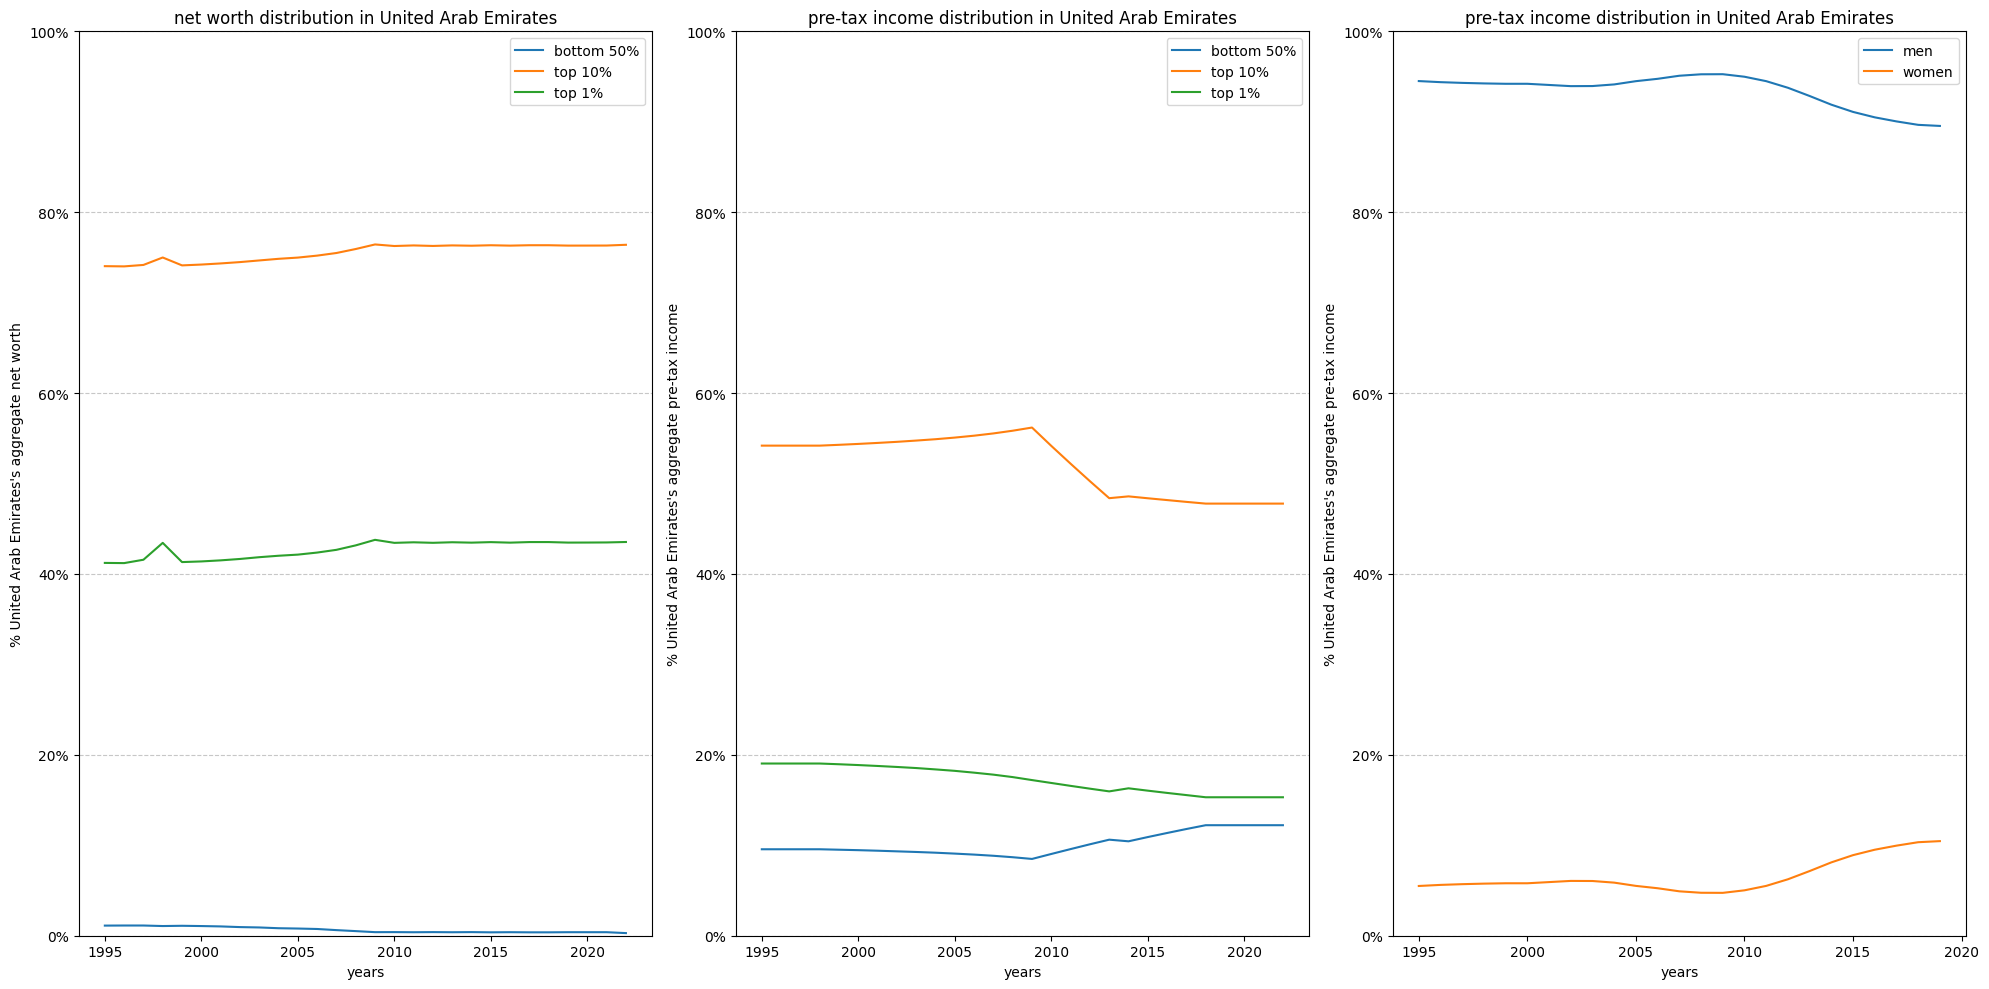 net worth distribution in United Arab Emirates
100%
80%
60%
40%
20%
0%
% United Arab Emirates's aggregate net worth
1995
2000
2005
2010
2015
2020
years
bottom 50%
top 10%
top 1%
pre-tax income distribution in United Arab Emirates
100%
80%
60%
40%
20%
0%
% United Arab Emirates's aggregate pre-tax income
1995
2000
2005
2010
2015
2020
years
bottom 50%
top 10%
top 1%
pre-tax income distribution in United Arab Emirates
100%
80%
60%
40%
20%
0%
% United Arab Emirates's aggregate pre-tax income
1995
2000
2005
2010
2015
2020
years
men
women